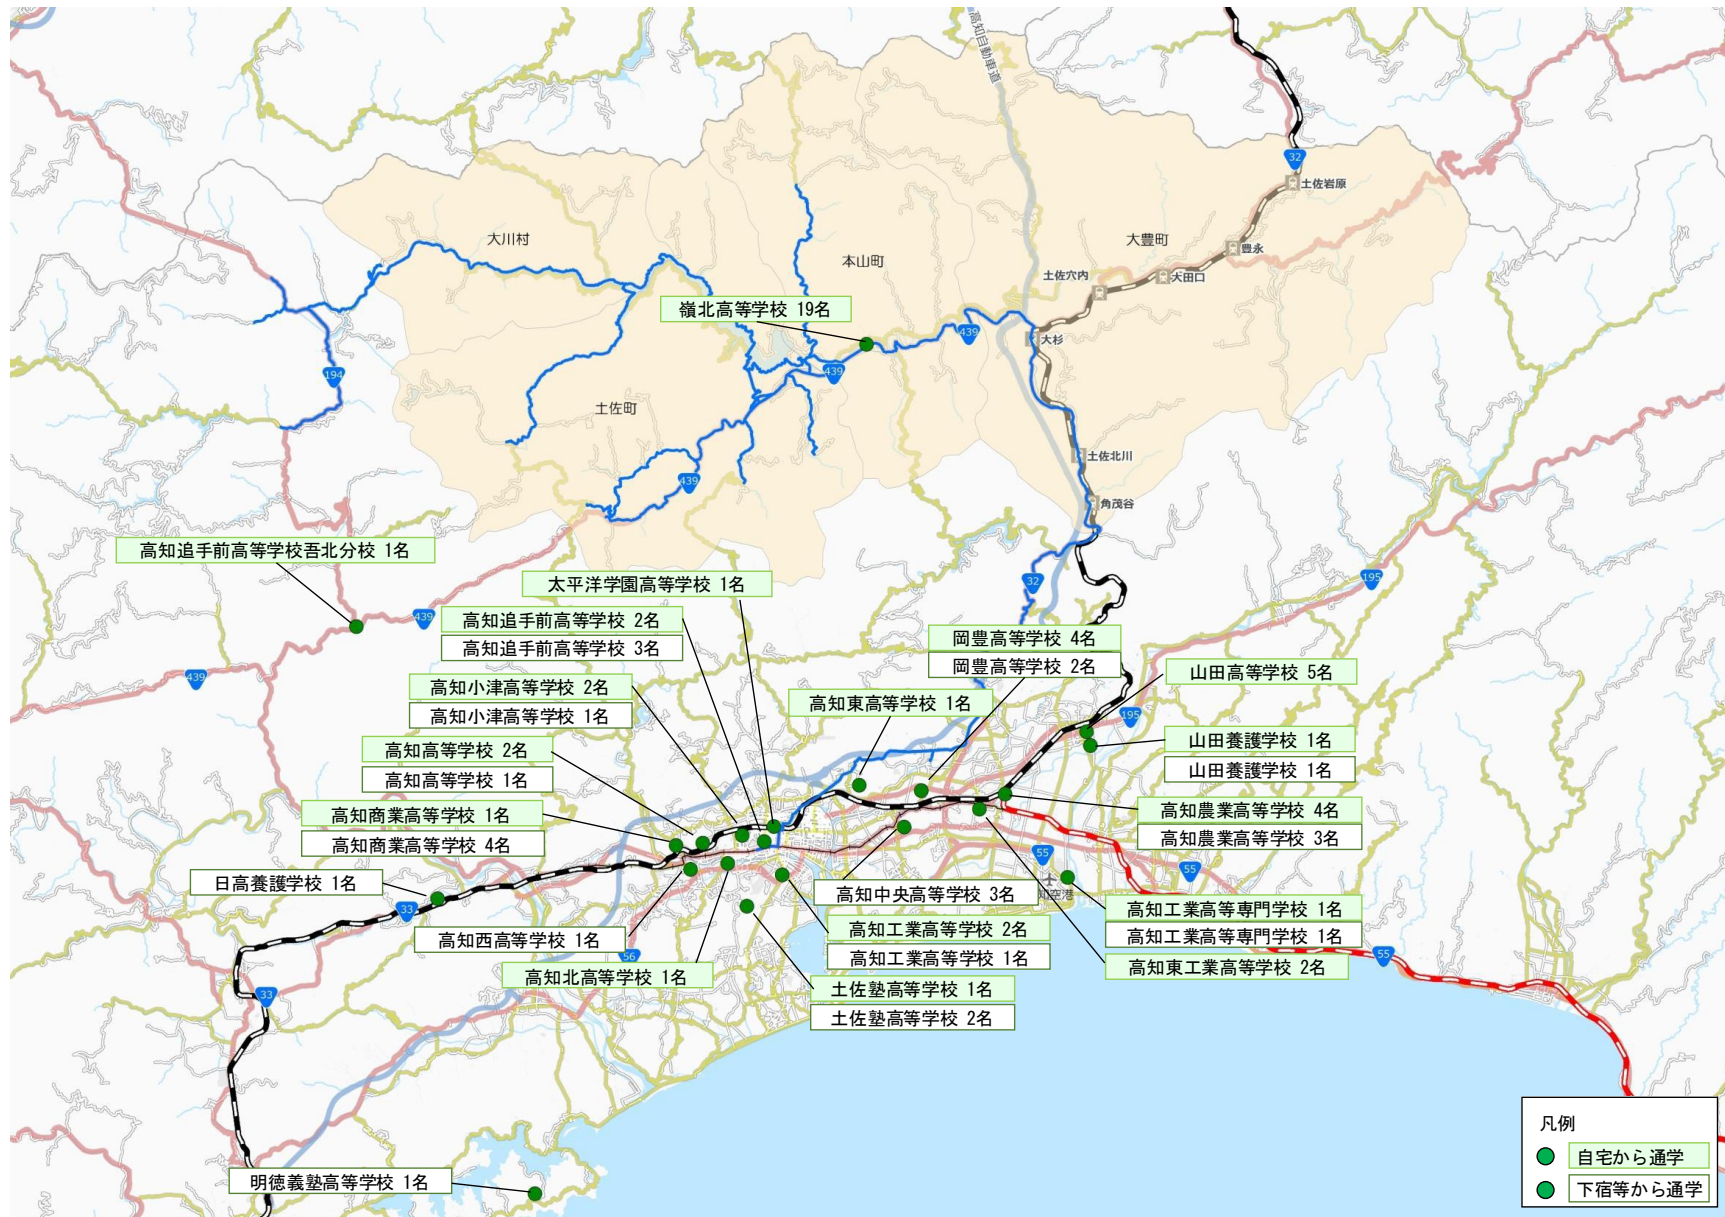 高知自動車道
32
土佐岩原
大川村
大豊町
豊永
本山町
土佐穴内
大田口
嶺北高等学校 19名
439
大杉
194
439
土佐町
土佐北川
439
角茂谷
高知追手前高等学校吾北分校 1名
太平洋学園高等学校 1名
32
195
439
高知追手前高等学校 2名
高知追手前高等学校 3名
岡豊高等学校 4名
岡豊高等学校 2名
439
山田高等学校 5名
高知小津高等学校 2名
高知小津高等学校 1名
高知東高等学校 1名
195
高知高等学校 2名
高知高等学校 1名
山田養護学校 1名
山田養護学校 1名
高知商業高等学校 1名
高知商業高等学校 4名
高知農業高等学校 4名
高知農業高等学校 3名
55
55
日高養護学校 1名
33
高知中央高等学校 3名
知空港
高知工業高等専門学校 1名
高知工業高等専門学校 1名
高知西高等学校 1名
56
高知工業高等学校 2名
高知工業高等学校 1名
55
高知東工業高等学校 2名
高知北高等学校 1名
33
土佐塾高等学校 1名
土佐塾高等学校 2名
明徳義塾高等学校 1名
凡例
自宅から通学
下宿等から通学